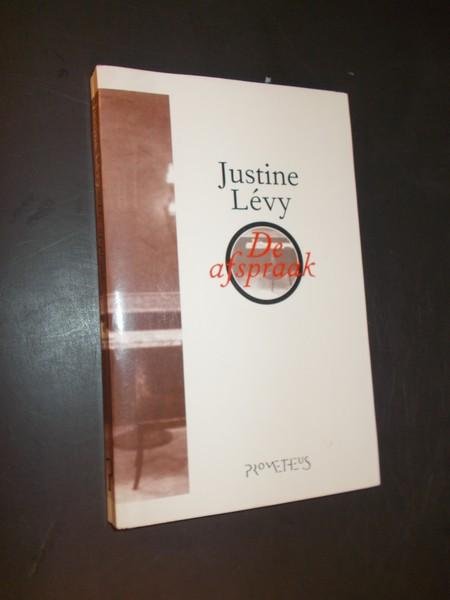 Justine
Lévy
De
afspraak
PROMETHEUS